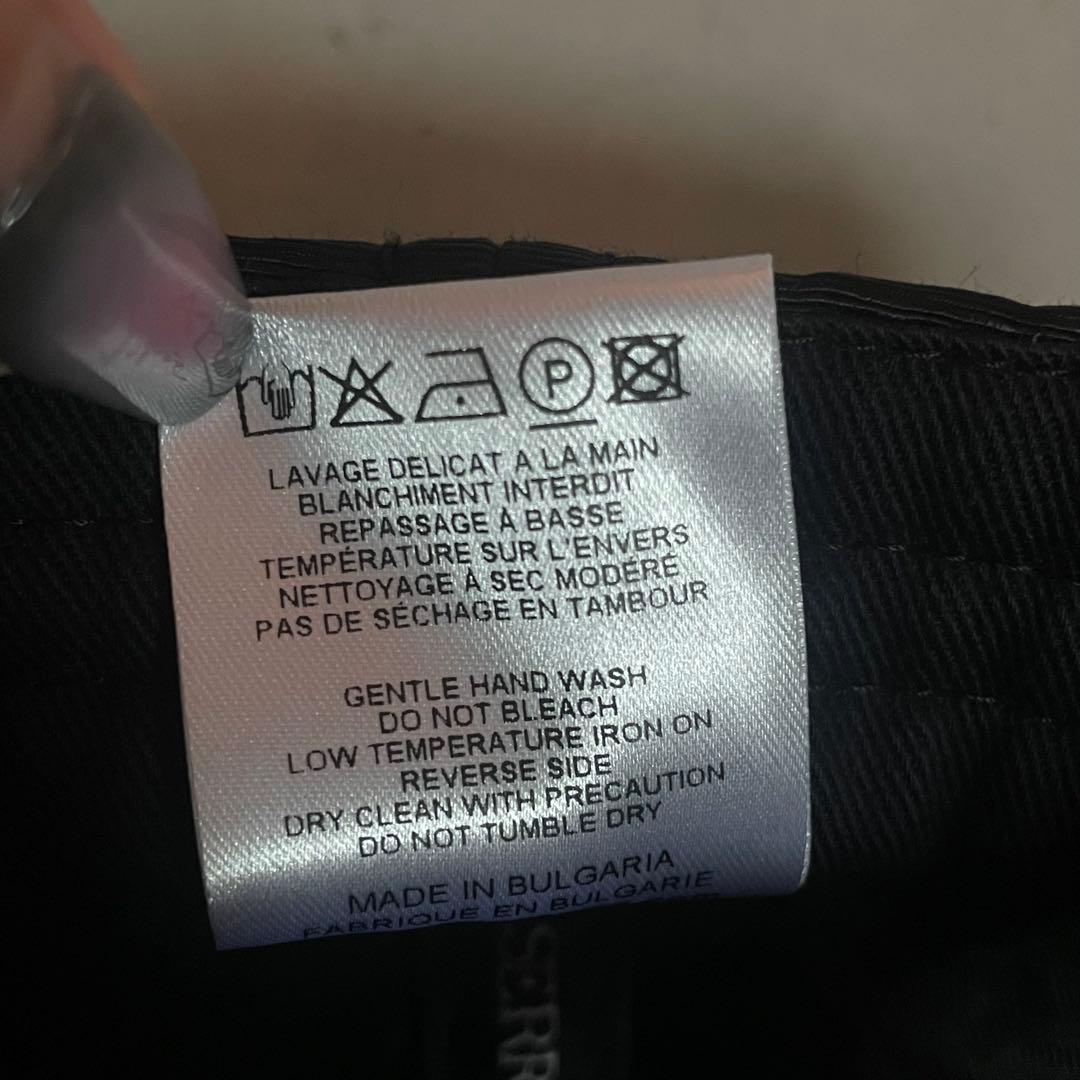 P
LAVAGE DELICAT A LA MAIN
BLANCHIMENT INTERDIT
REPASSAGE À BASSE
TEMPÉRATURE SUR L'ENVERS
NETTOYAGE À SEC MODÉRÉ
PAS DE SÉCHAGE EN TAMBOUR
GENTLE HAND WASH
DO NOT BLEACH
LOW TEMPERATURE IRON ON
REVERSE SIDE
DRY CLEAN WITH PRECAUTION
DO NOT TUMBLE DRY
MADE IN BULGARIA
FABRIQUE EN BULGARIE